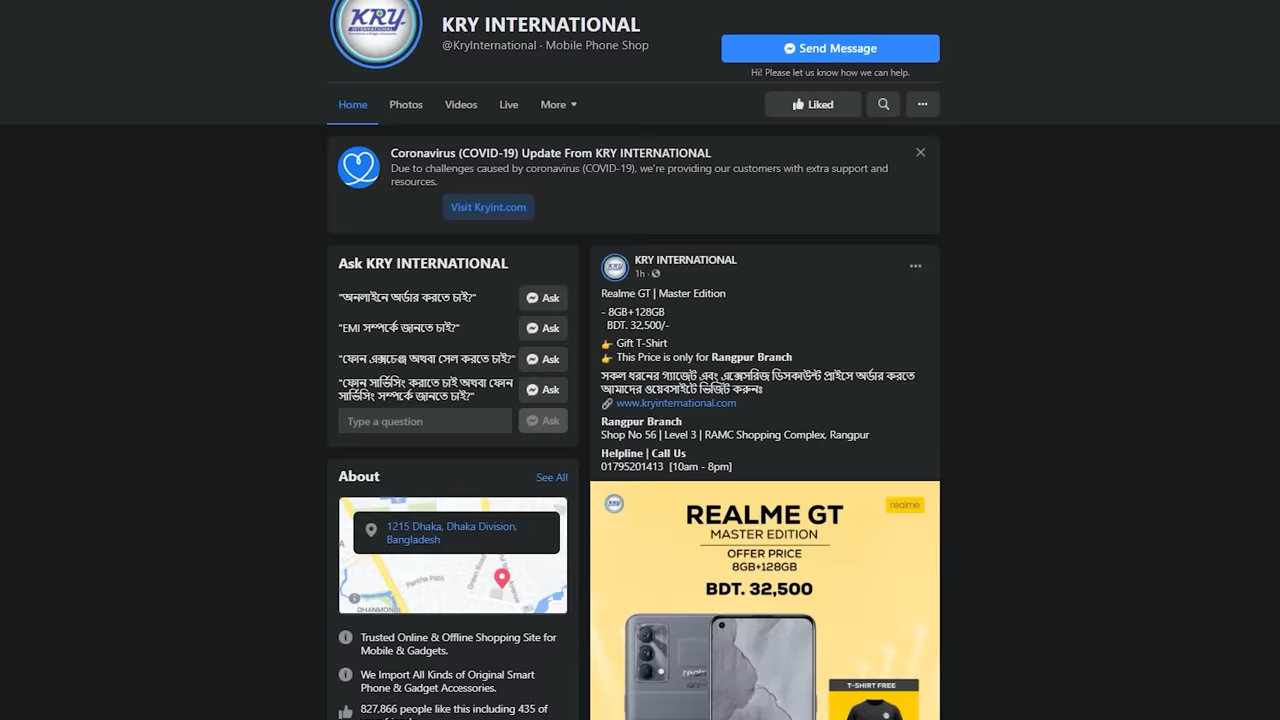 KRY
INTERNATIONAL
KRY INTERNATIONAL
@KryInternational · Mobile Phone Shop
Send Message
Hi! Please let us know how we can help.
Home
Photos
Videos
Live
More
Liked
Coronavirus (COVID-19) Update From KRY INTERNATIONAL
Due to challenges caused by coronavirus (COVID-19), we're providing our customers with extra support and
resources.
Visit Kryint.com
Ask KRY INTERNATIONAL
"অনলাইনে অর্ডার করতে চাই?"
Ask
"EMI সম্পর্কে জানতে চাই?"
Ask
"ফোন এক্সচেঞ্জ অথবা সেল করতে চাই?"
Ask
"ফোন সার্ভিসিং করাতে চাই অথবা ফোন
সার্ভিসিং সম্পর্কে জানতে চাই?"
Ask
Type a question
Ask
About
See All
1215 Dhaka, Dhaka Division,
Bangladesh
Pantha Path
Green Road
DHANMONDI
Trusted Online & Offline Shopping Site for
Mobile & Gadgets.
We Import All Kinds of Original Smart
Phone & Gadget Accessories.
827,866 people like this including 435 of
KRY INTERNATIONAL
1h ·
Realme GT | Master Edition
- 8GB+128GB
BDT. 32,500/-
👉 Gift T-Shirt
👉 This Price is only for Rangpur Branch
সকল ধরনের গ্যাজেট এবং এক্সেসরিজ ডিসকাউন্ট প্রাইসে অর্ডার করতে
আমাদের ওয়েবসাইটে ভিজিট করুনঃ
🔗 www.kryinternational.com
Rangpur Branch
Shop No 56 | Level 3 | RAMC Shopping Complex, Rangpur
Helpline | Call Us
01795201413 [10am - 8pm]
KRY
realme
REALME GT
MASTER EDITION
OFFER PRICE
8GB+128GB
BDT. 32,500
T-SHIRT FREE